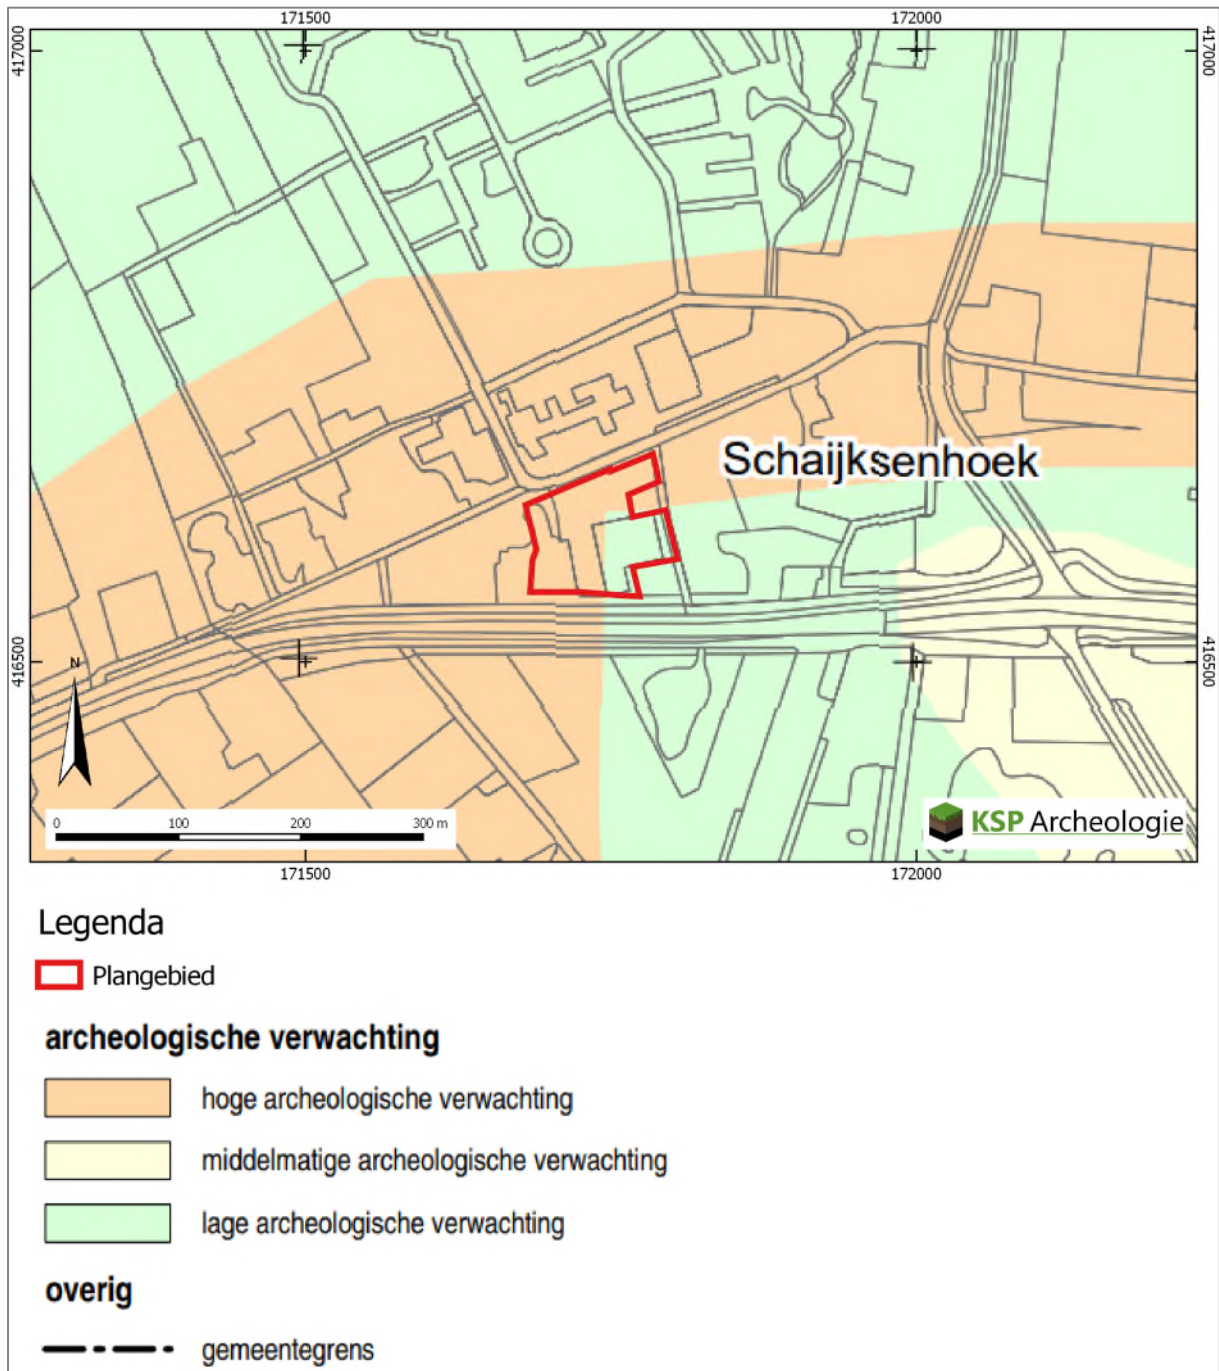 171500 172000
417000 417000
Schaijksenhoek
416500 416500
N
0 100 200 300 m
KSP Archeologie
171500 172000
Legenda
Plangebied
archeologische verwachting
hoge archeologische verwachting
middelmatige archeologische verwachting
lage archeologische verwachting
overig
gemeentegrens